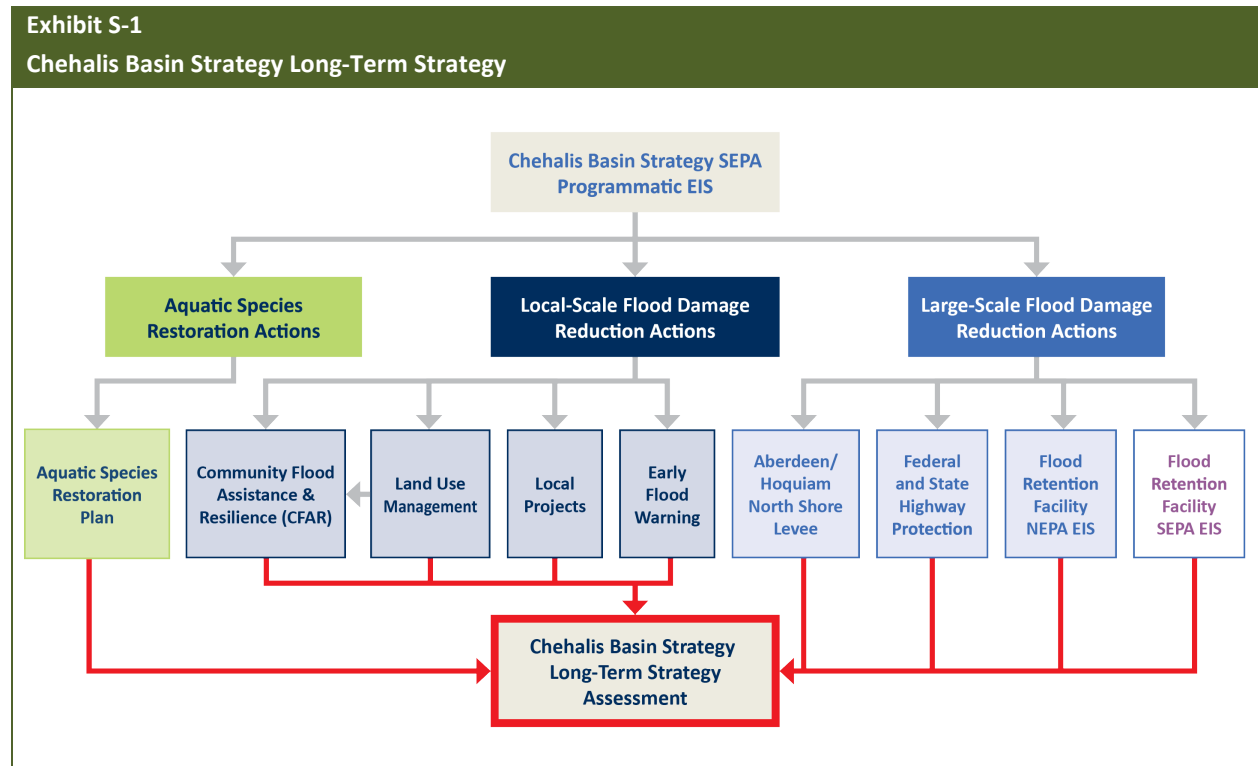 Exhibit S-1
Chehalis Basin Strategy Long-Term Strategy
Chehalis Basin Strategy SEPA
Programmatic EIS
Aquatic Species
Restoration Actions
Local-Scale Flood Damage
Reduction Actions
Large-Scale Flood Damage
Reduction Actions
Aquatic Species
Restoration
Plan
Community Flood
Assistance &
Resilience (CFAR)
Land Use
Management
Local
Projects
Early
Flood
Warning
Aberdeen/
Hoquiam
North Shore
Levee
Federal
and State
Highway
Protection
Flood
Retention
Facility
NEPA EIS
Flood
Retention
Facility
SEPA EIS
Chehalis Basin Strategy
Long-Term Strategy
Assessment